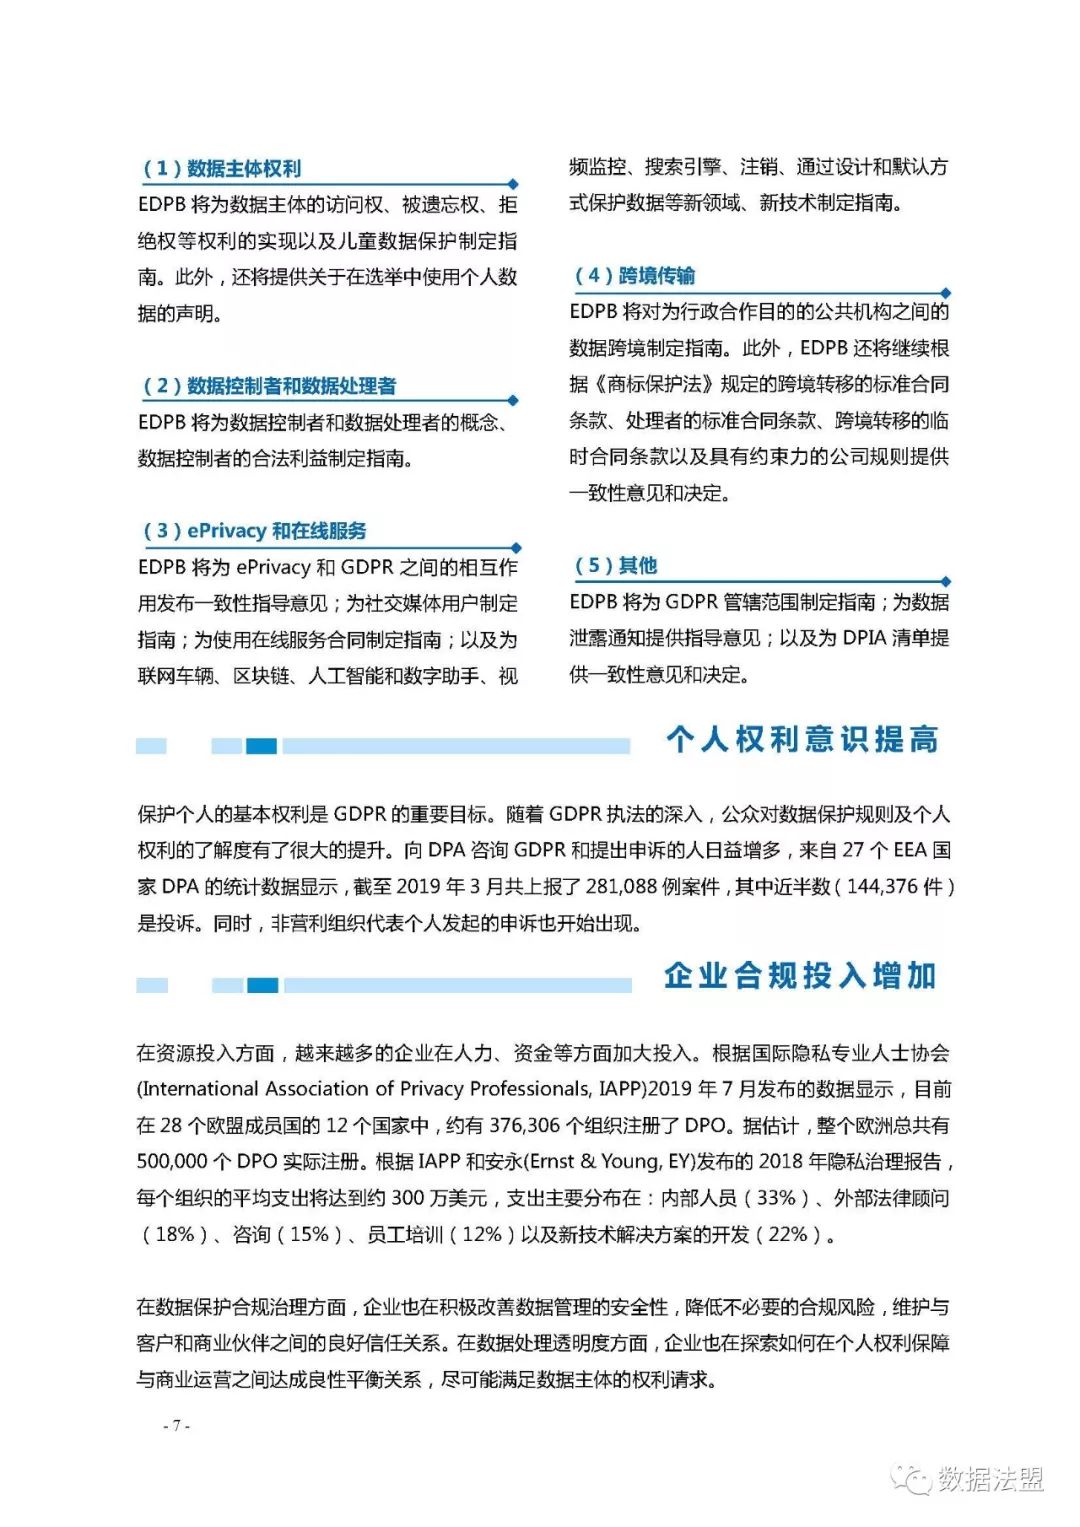 （1）数据主体权利
EDPB 将为数据主体的访问权、被遗忘权、拒
绝权等权利的实现以及儿童数据保护制定指
南。此外，还将提供关于在选举中使用个人数
据的声明。
（2）数据控制者和数据处理者
EDPB 将为数据控制者和数据处理者的概念、
数据控制者的合法利益制定指南。
（3）ePrivacy 和在线服务
EDPB 将为 ePrivacy 和 GDPR 之间的相互作
用发布一致性指导意见；为社交媒体用户制定
指南；为使用在线服务合同制定指南；以及为
联网车辆、区块链、人工智能和数字助手、视
频监控、搜索引擎、注销、通过设计和默认方
式保护数据等新领域、新技术制定指南。
（4）跨境传输
EDPB 将对为行政合作目的的公共机构之间的
数据跨境制定指南。此外，EDPB 还将继续根
据《商标保护法》规定的跨境转移的标准合同
条款、处理者的标准合同条款、跨境转移的临
时合同条款以及具有约束力的公司规则提供
一致性意见和决定。
（5）其他
EDPB 将为 GDPR 管辖范围制定指南；为数据
泄露通知提供指导意见；以及为 DPIA 清单提
供一致性意见和决定。
个人权利意识提高
保护个人的基本权利是 GDPR 的重要目标。随着 GDPR 执法的深入，公众对数据保护规则及个人
权利的了解度有了很大的提升。向 DPA 咨询 GDPR 和提出申诉的人日益增多，来自 27 个 EEA 国
家 DPA 的统计数据显示，截至 2019 年 3 月共上报了 281,088 例案件，其中近半数（144,376 件）
是投诉。同时，非营利组织代表个人发起的申诉也开始出现。
企业合规投入增加
在资源投入方面，越来越多的企业在人力、资金等方面加大投入。根据国际隐私专业人士协会
(International Association of Privacy Professionals, IAPP)2019 年 7 月发布的数据显示，目前
在 28 个欧盟成员国的 12 个国家中，约有 376,306 个组织注册了 DPO。据估计，整个欧洲总共有
500,000 个 DPO 实际注册。根据 IAPP 和安永(Ernst & Young, EY)发布的 2018 年隐私治理报告，
每个组织的平均支出将达到约 300 万美元，支出主要分布在：内部人员（33%）、外部法律顾问
（18%）、咨询（15%）、员工培训（12%）以及新技术解决方案的开发（22%）。
在数据保护合规治理方面，企业也在积极改善数据管理的安全性，降低不必要的合规风险，维护与
客户和商业伙伴之间的良好信任关系。在数据处理透明度方面，企业也在探索如何在个人权利保障
与商业运营之间达成良性平衡关系，尽可能满足数据主体的权利请求。
- 7 -
数据法盟